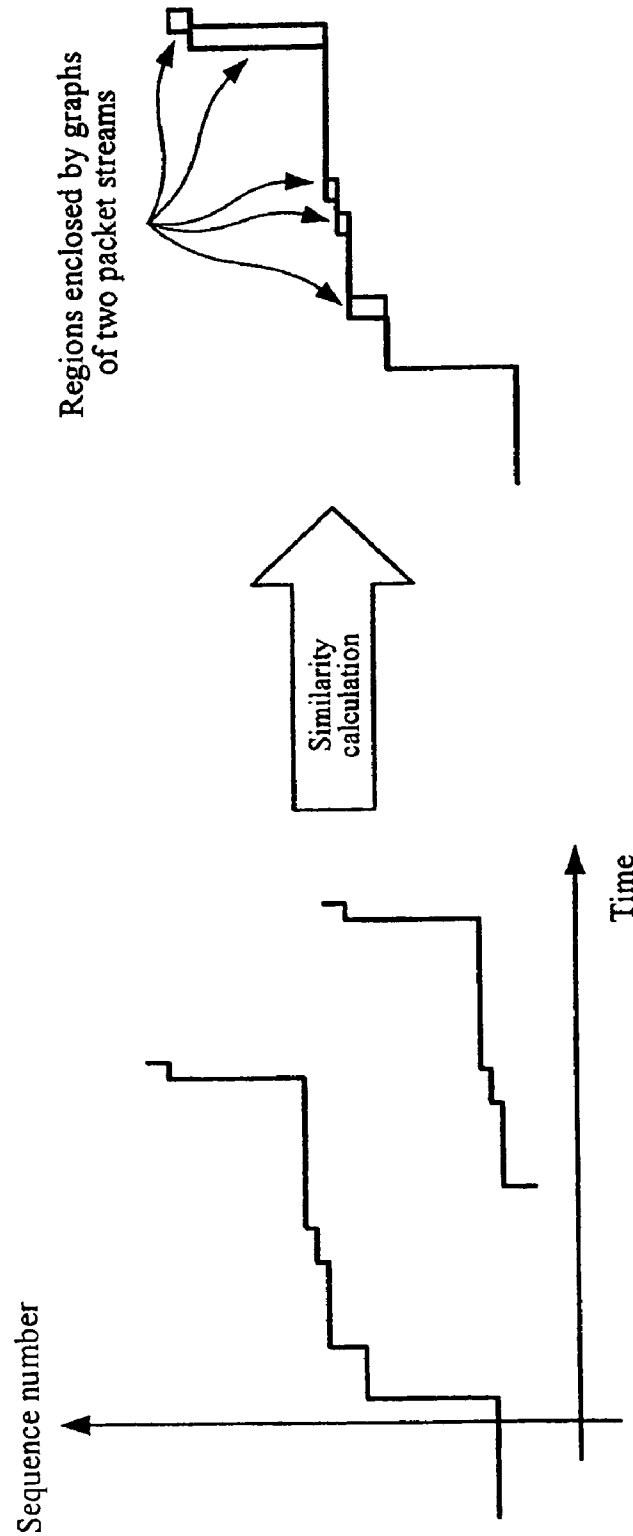 Sequence number
Time
Similarity
calculation
Regions enclosed by graphs
of two packet streams